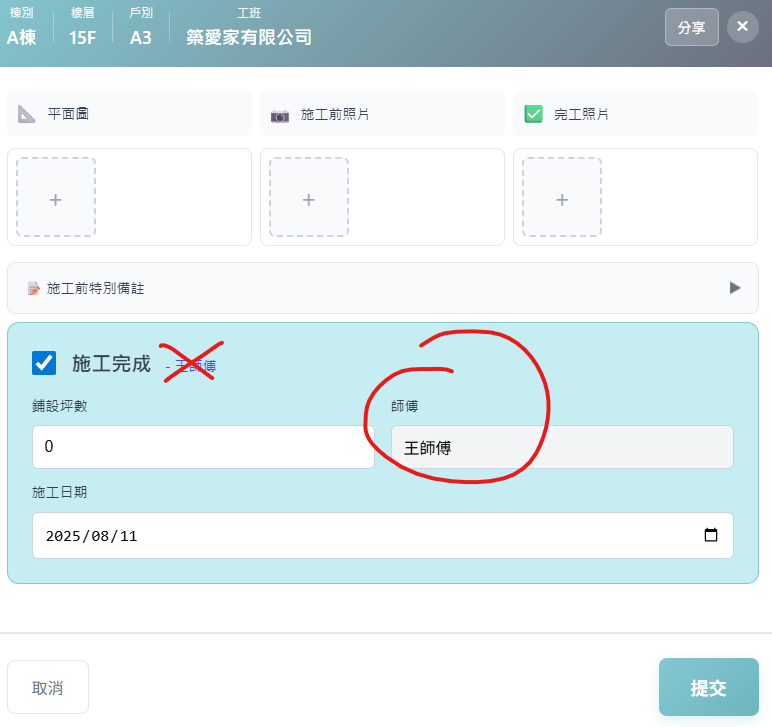 棟別 樓層 戶別 工班
A棟 15F A3 築愛家有限公司
分享
平面圖 施工前照片 完工照片
+ + +
施工前特別備註
施工完成 - 王師傅
鋪設坪數 師傅
0 王師傅
施工日期
2025/08/11
取消 提交